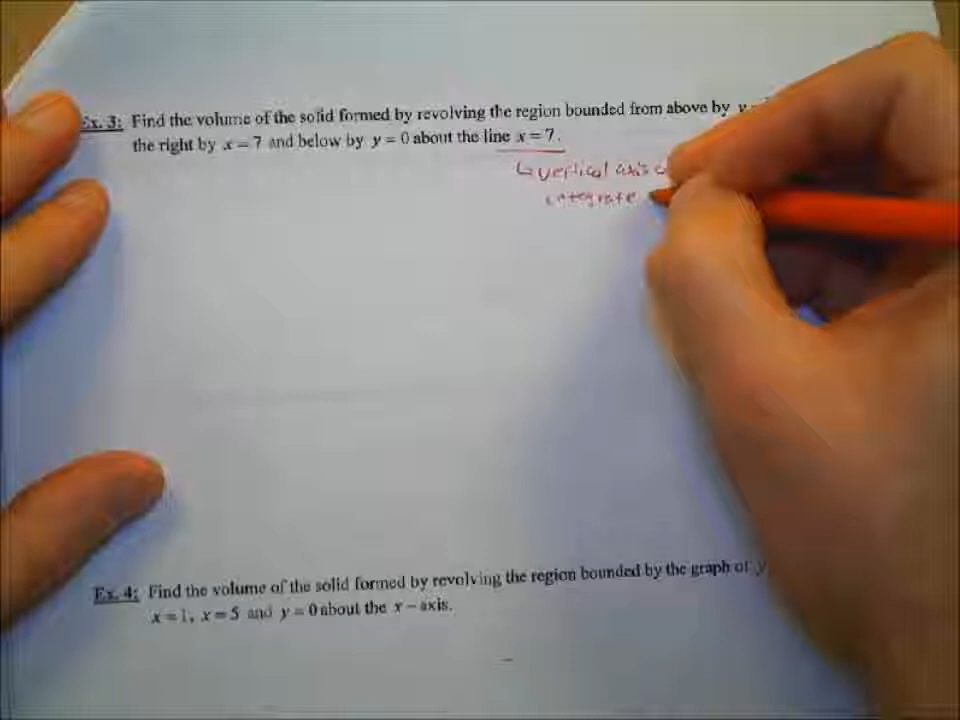 Ex. 3: Find the volume of the solid formed by revolving the region bounded from above by y
the right by x = 7 and below by y = 0 about the line x = 7.
↳ vertical axis
integrate
Ex. 4: Find the volume of the solid formed by revolving the region bounded by the graph of y
x = 1, x = 5 and y = 0 about the x – axis.